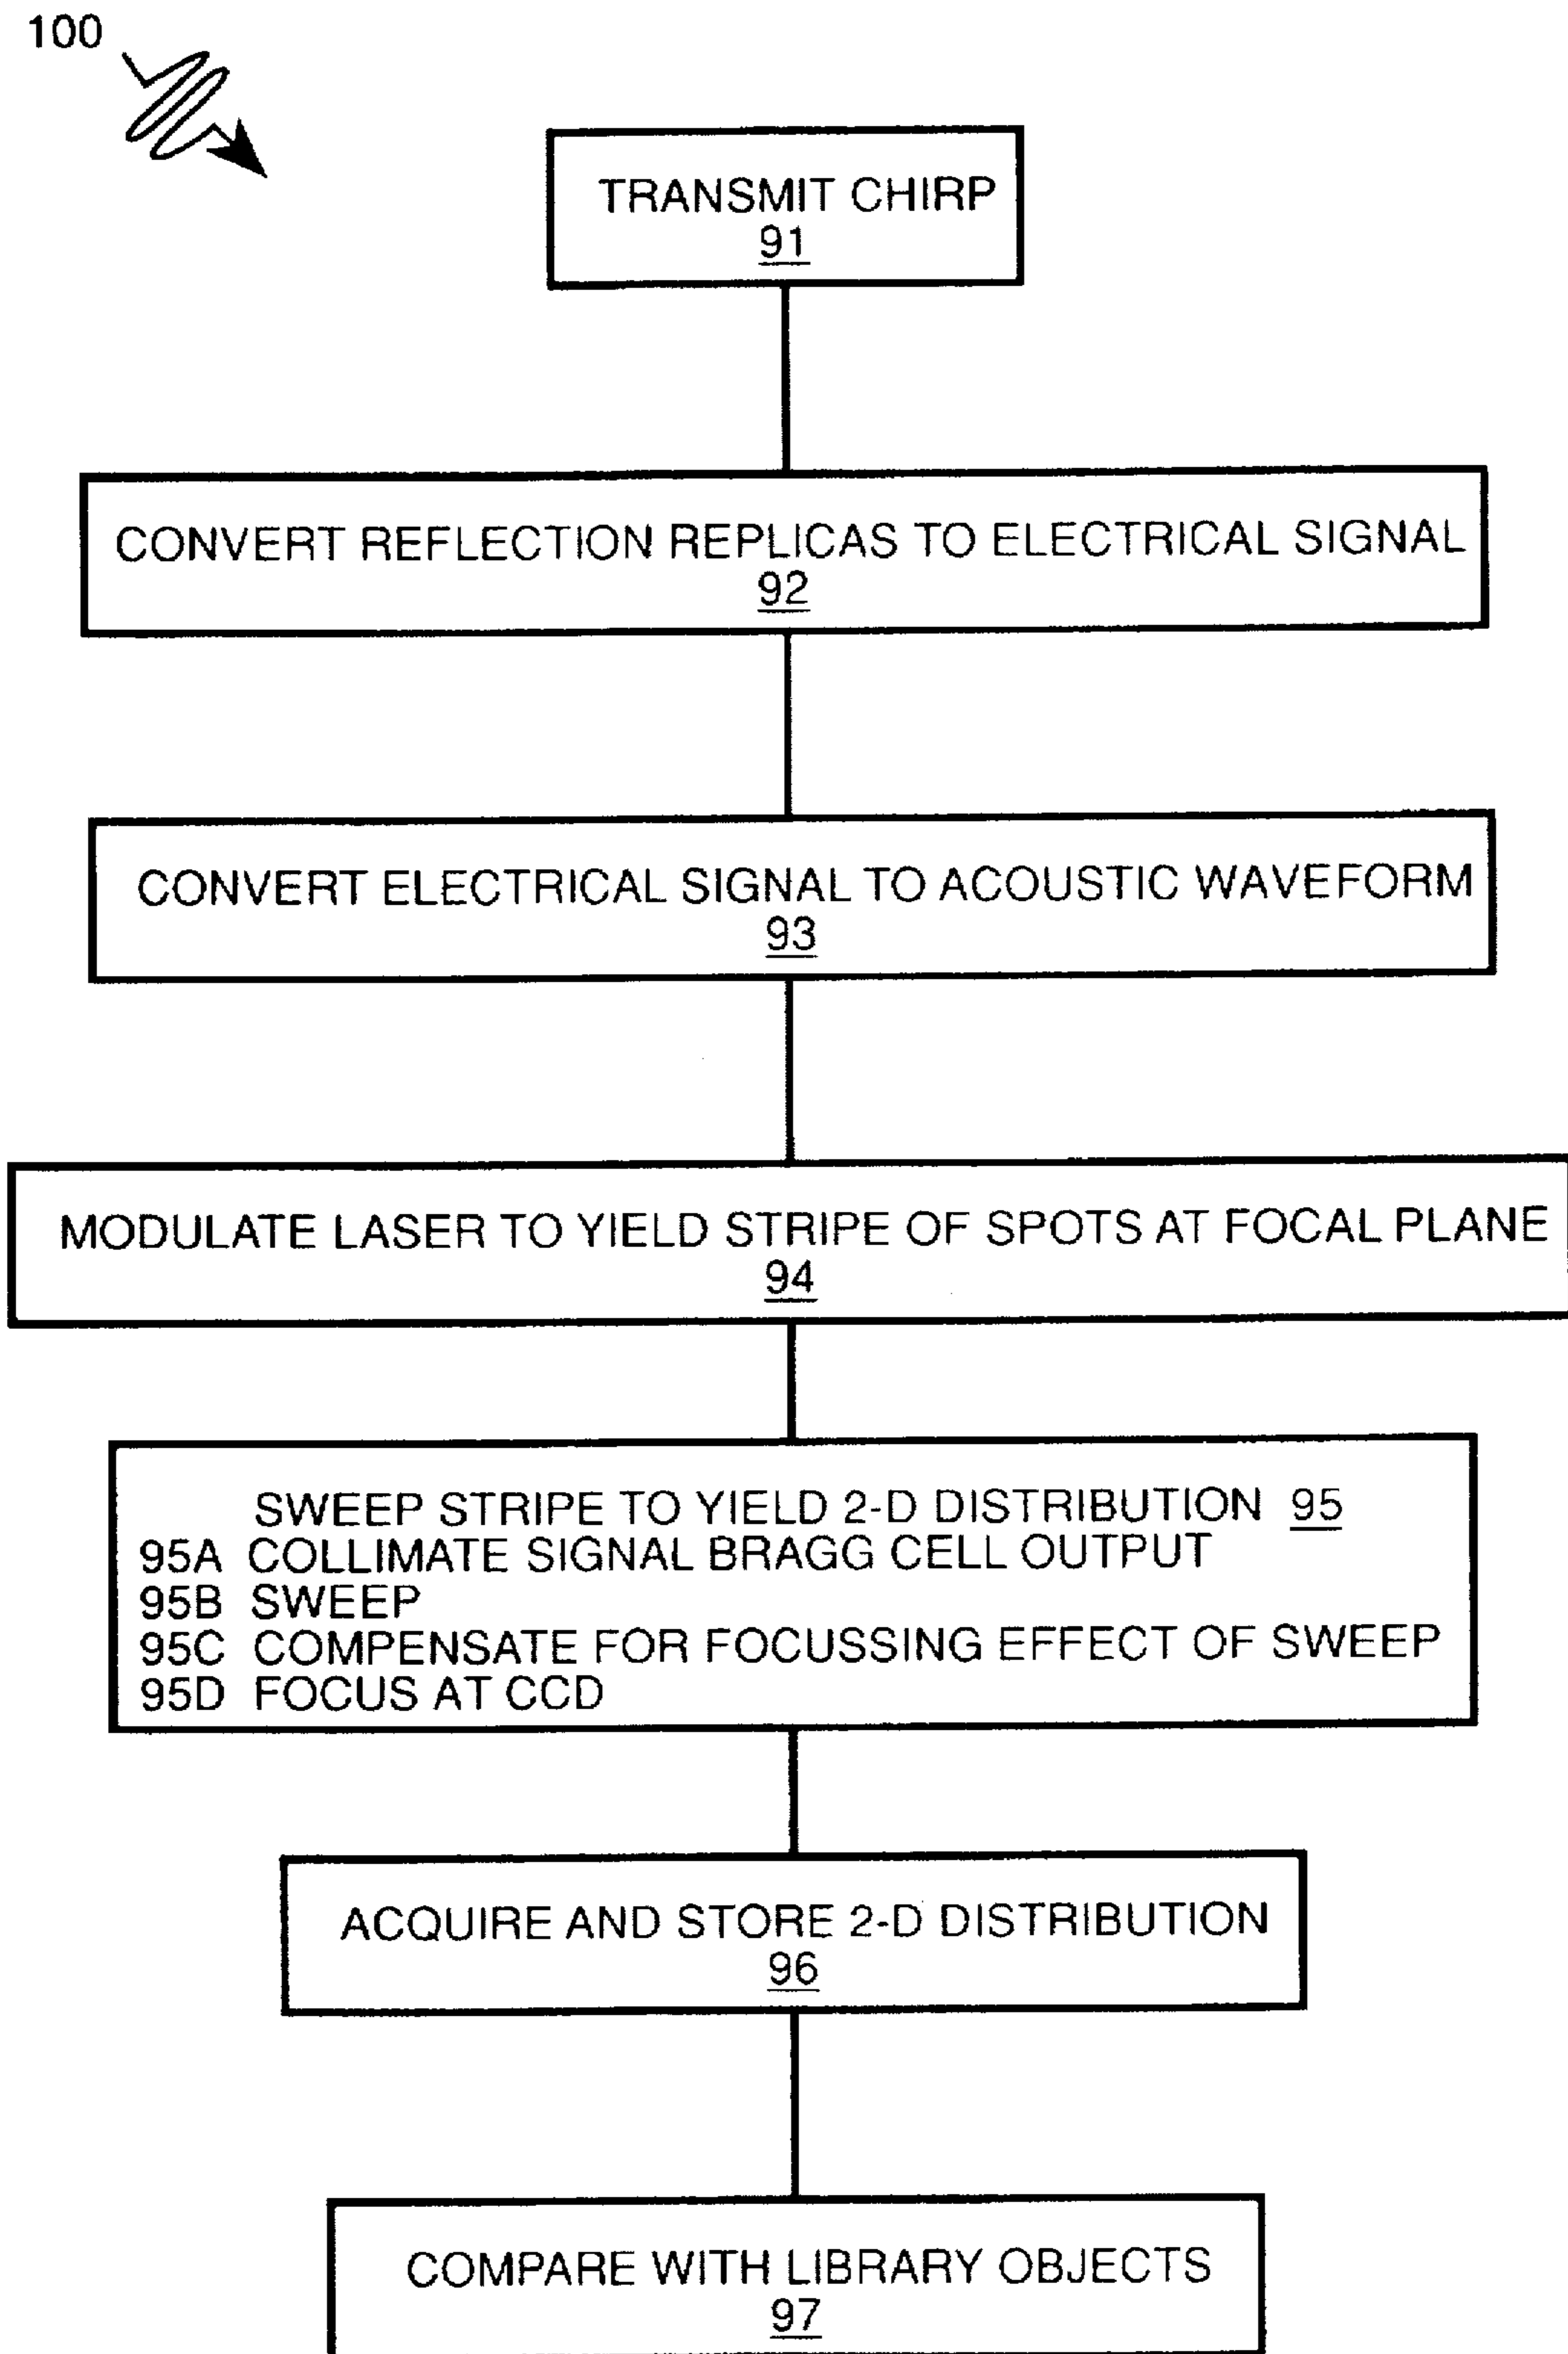 100
TRANSMIT CHIRP
91
CONVERT REFLECTION REPLICAS TO ELECTRICAL SIGNAL
92
CONVERT ELECTRICAL SIGNAL TO ACOUSTIC WAVEFORM
93
MODULATE LASER TO YIELD STRIPE OF SPOTS AT FOCAL PLANE
94
SWEEP STRIPE TO YIELD 2-D DISTRIBUTION 95
95A COLLIMATE SIGNAL BRAGG CELL OUTPUT
95B SWEEP
95C COMPENSATE FOR FOCUSSING EFFECT OF SWEEP
95D FOCUS AT CCD
ACQUIRE AND STORE 2-D DISTRIBUTION
96
COMPARE WITH LIBRARY OBJECTS
97